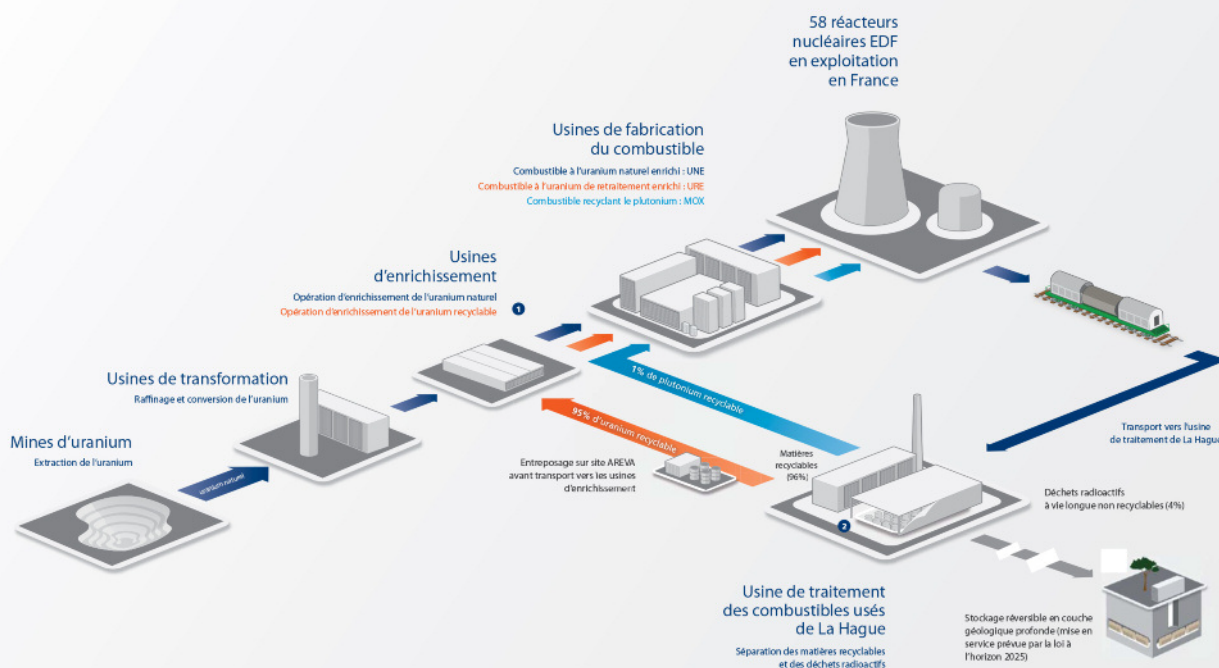 58 réacteurs
nucléaires EDF
en exploitation
en France
Usines de fabrication
du combustible
Combustible à l'uranium naturel enrichi : UNE
Combustible à l'uranium de retraitement enrichi : URE
Combustible recyclant le plutonium : MOX
Usines
d'enrichissement
Opération d'enrichissement de l'uranium naturel
Opération d'enrichissement de l'uranium recyclable
1
Usines de transformation
Raffinage et conversion de l'uranium
Mines d'uranium
Extraction de l'uranium
uranium naturel
1% de plutonium recyclable
95% d'uranium recyclable
Entreposage sur site AREVA
avant transport vers les usines
d'enrichissement
Matières
recyclables
(96%)
2
Transport vers l'usine
de traitement de La Hague
Déchets radioactifs
à vie longue non recyclables (4%)
Usine de traitement
des combustibles usés
de La Hague
Séparation des matières recyclables
et des déchets radioactifs
Stockage réversible en couche
géologique profonde (mise en
service prévue par la loi à
l'horizon 2025)